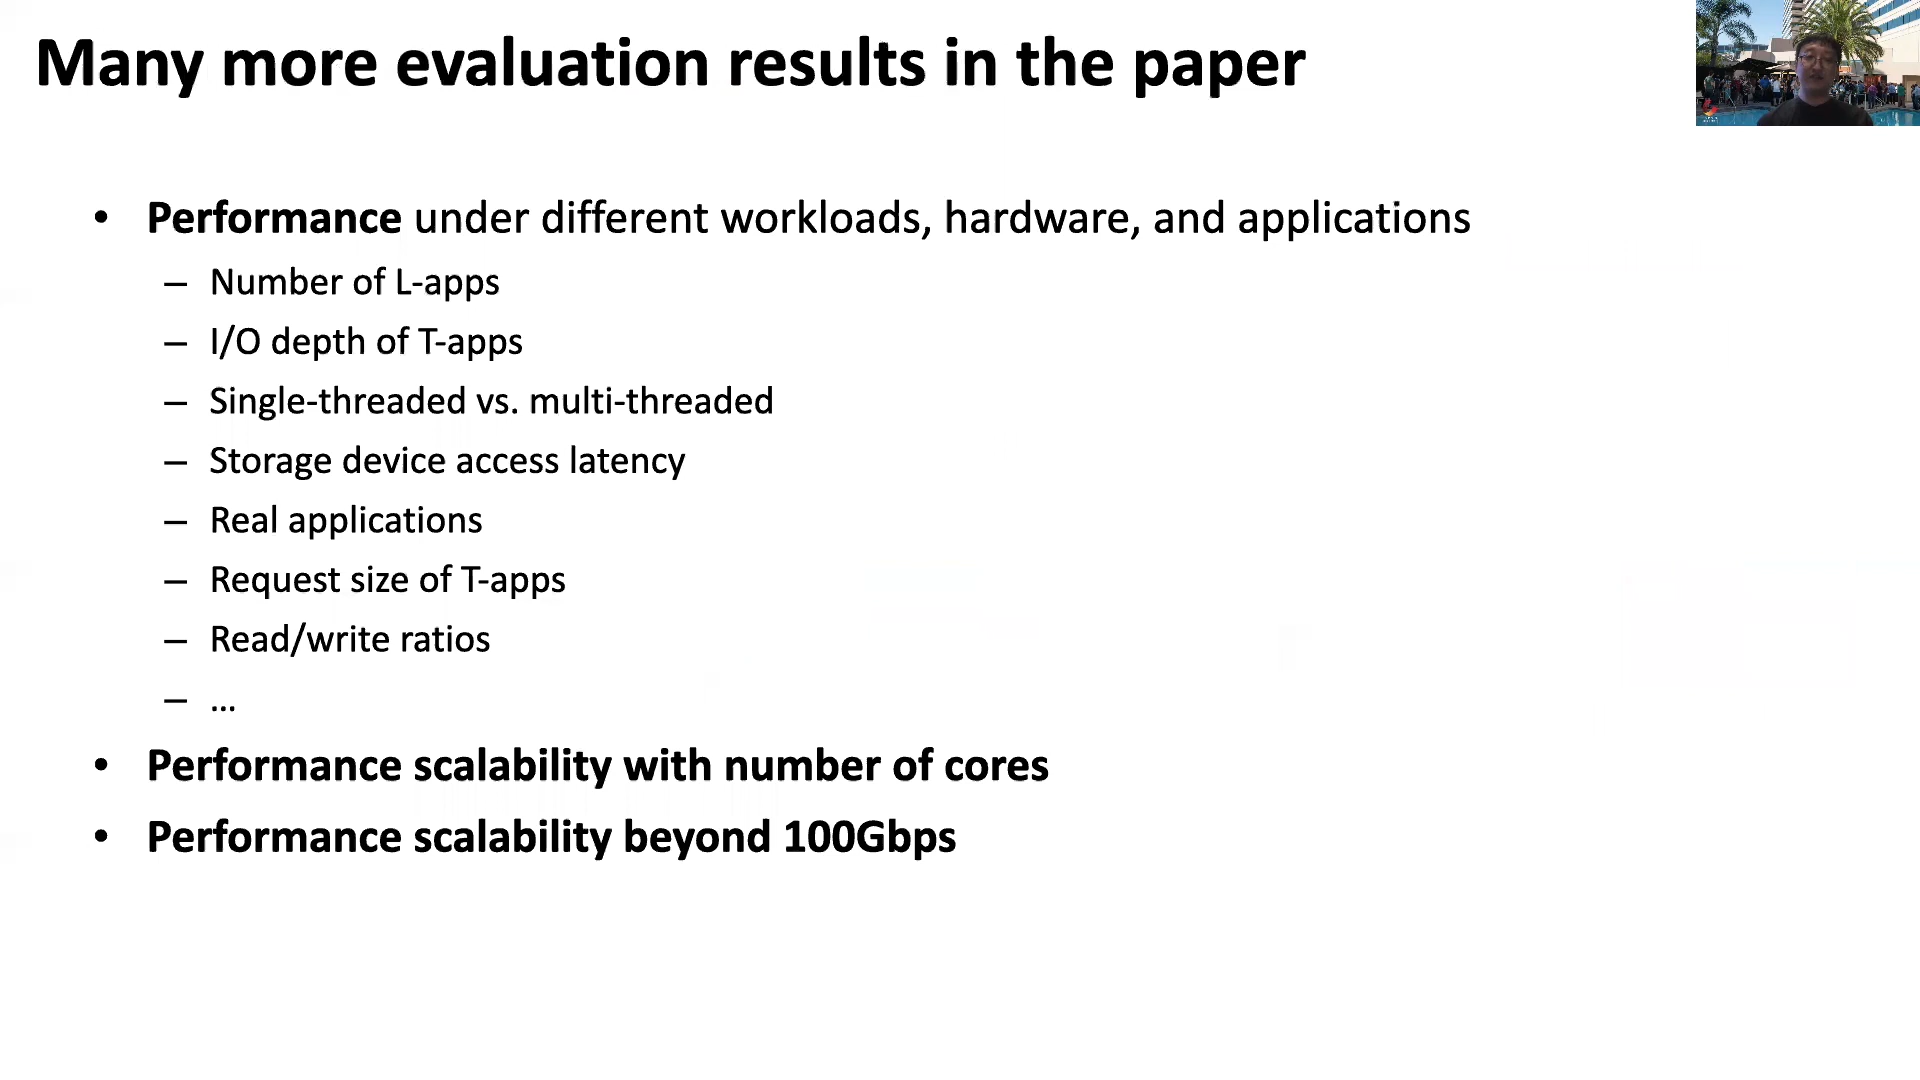 Many more evaluation results in the paper
• Performance under different workloads, hardware, and applications
– Number of L-apps
– I/O depth of T-apps
– Single-threaded vs. multi-threaded
– Storage device access latency
– Real applications
– Request size of T-apps
– Read/write ratios
– ...
• Performance scalability with number of cores
• Performance scalability beyond 100Gbps